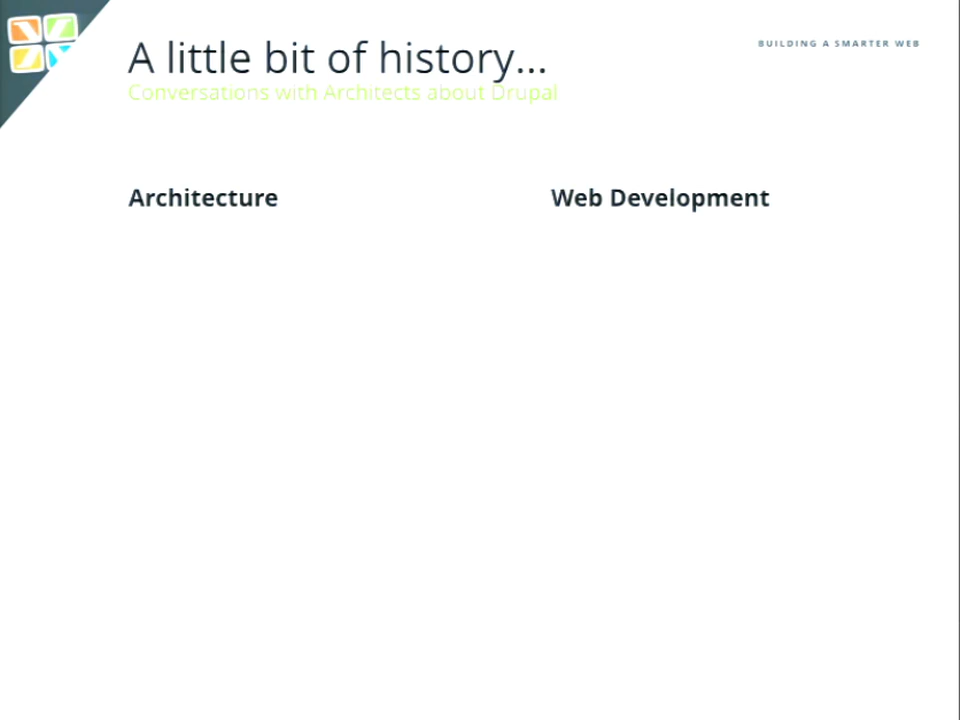 A little bit of history...
BUILDING A SMARTER WEB
Conversations with Architects about Drupal
Architecture
Web Development